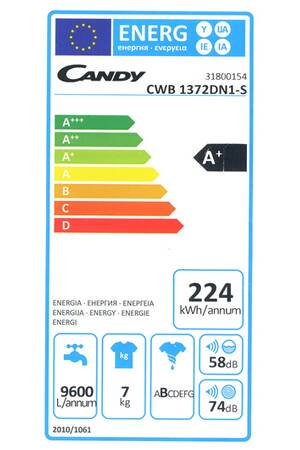 ENERG
енергия · ενεργεια
Y IJA
IE IA
CANDY
31800154
CWB 1372DN1-S
A+++
A++
A+
A
B
C
D
A+
ENERGIA · ЕНЕРГИЯ · ΕΝΕΡΓΕΙΑ
ENERGIJA · ENERGY · ENERGIE
ENERGI
224
kWh/annum
kg
9600
L/annum
7
kg
ABCDEFG
58dB
74dB
2010/1061